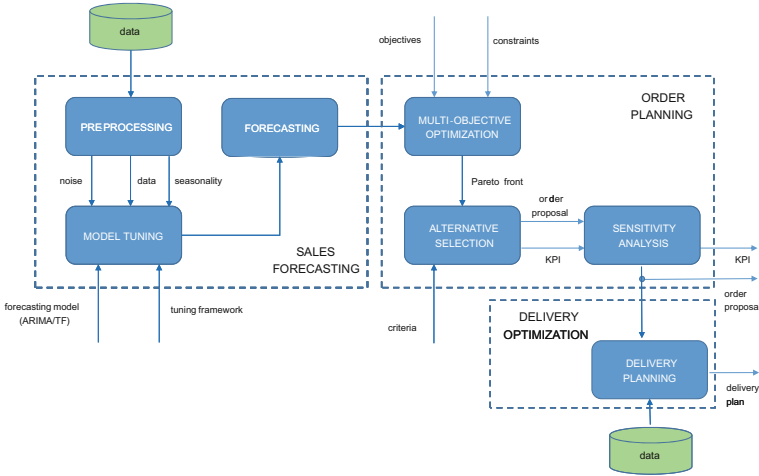 data
objectives
constraints
PREPROCESSING
FORECASTING
MULTI-OBJECTIVE
OPTIMIZATION
ORDER
PLANNING
noise
data
seasonality
Pareto front
MODEL TUNING
ALTERNATIVE
SELECTION
order
proposal
KPI
SENSITIVITY
ANALYSIS
KPI
SALES
FORECASTING
order
proposa
forecasting model
(ARIMA/TF)
tuning framework
criteria
DELIVERY
OPTIMIZATION
DELIVERY
PLANNING
delivery
plan
data